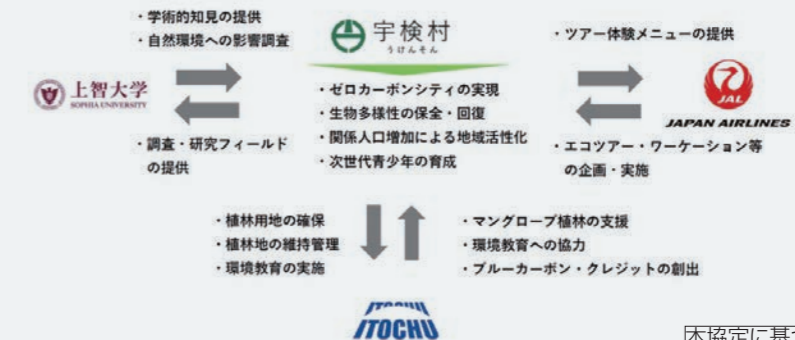 ・学術的知見の提供
・自然環境への影響調査
宇検村
うけんそん
・ツアー体験メニューの提供
上智大学
SOPHIA UNIVERSITY
・ゼロカーボンシティの実現
・生物多様性の保全・回復
・関係人口増加による地域活性化
・次世代青少年の育成
JAL
JAPAN AIRLINES
・調査・研究フィールド
の提供
・エコツアー・ワーケーション等
の企画・実施
・植林用地の確保
・植林地の維持管理
・環境教育の実施
・マングローブ植林の支援
・環境教育への協力
・ブルーカーボン・クレジットの創出
ITOCHU
本協定に基づ